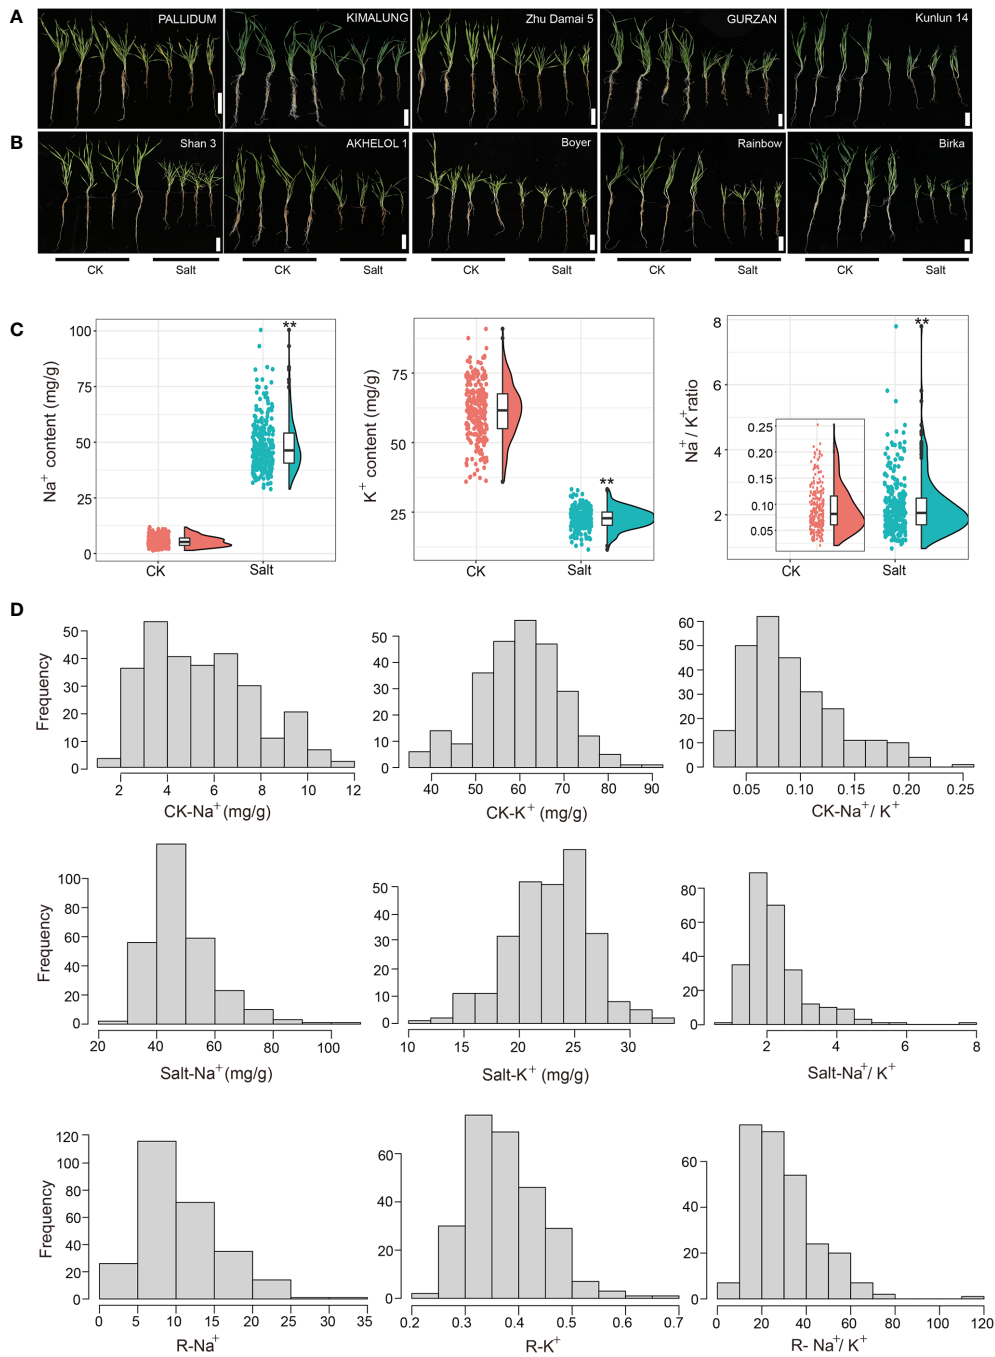 A
PALLIDUM
KIMALUNG
Zhu Damai 5
GURZAN
Kunlun 14
B
Shan 3
AKHELOL 1
Boyer
Rainbow
Birka
CK Salt CK Salt CK Salt CK Salt CK Salt
C
Na+ content (mg/g)
100
75
50
25
0
**
CK Salt
K+ content (mg/g)
75
50
25
**
CK Salt
Na+/ K+ratio
8
6
4
2
**
0.25
0.20
0.15
0.10
0.05
CK Salt
D
Frequency
50
40
30
20
10
0
2 4 6 8 10 12
CK-Na+ (mg/g)
50
40
30
20
10
0
40 50 60 70 80 90
CK-K+ (mg/g)
60
50
40
30
20
10
0
0.05 0.10 0.15 0.20 0.25
CK-Na+/ K+
Frequency
100
80
60
40
20
0
20 40 60 80 100
Salt-Na+ (mg/g)
50
40
30
20
10
0
10 15 20 25 30
Salt-K+ (mg/g)
80
60
40
20
0
2 4 6 8
Salt-Na+/ K+
Frequency
120
100
80
60
40
20
0
0 5 10 15 20 25 30 35
R-Na+
60
40
20
0
0.2 0.3 0.4 0.5 0.6 0.7
R-K+
60
40
20
0
0 20 40 60 80 100 120
R- Na+/ K+